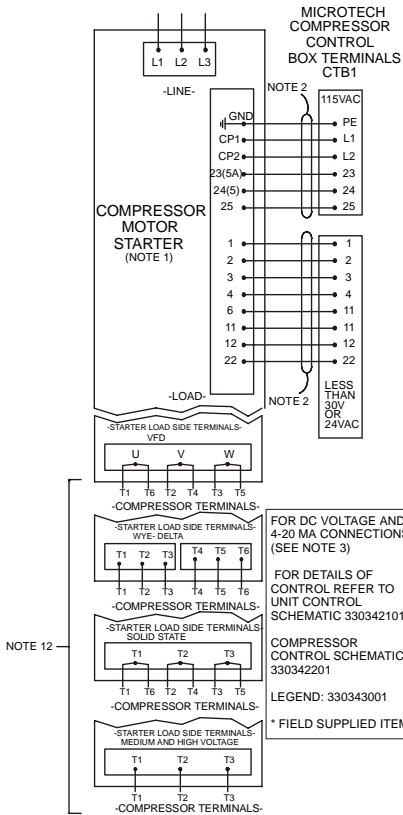 MICROTECH
COMPRESSOR
CONTROL
BOX TERMINALS
CTB1
L1 L2 L3
-LINE-
NOTE 2
115VAC
GND
PE
CP1
L1
CP2
L2
23(5A)
23
24(5)
24
25
25
COMPRESSOR
MOTOR
STARTER
(NOTE 1)
1
1
2
2
3
3
4
4
6
11
11
11
12
12
22
22
-LOAD-
NOTE 2
LESS
THAN
30V
OR
24VAC
-STARTER LOAD SIDE TERMINALS-
VFD
U V W
T1 T6 T2 T4 T3 T5
-COMPRESSOR TERMINALS-
-STARTER LOAD SIDE TERMINALS-
WYE- DELTA
T1 T2 T3 T4 T5 T6
T1 T2 T3 T4 T5 T6
-COMPRESSOR TERMINALS-
-STARTER LOAD SIDE TERMINALS-
SOLID STATE
T1 T2 T3
T1 T6 T2 T4 T3 T5
-COMPRESSOR TERMINALS-
-STARTER LOAD SIDE TERMINALS-
MEDIUM AND HIGH VOLTAGE
T1 T2 T3
T1 T2 T3
-COMPRESSOR TERMINALS-
NOTE 12
FOR DC VOLTAGE AND
4-20 MA CONNECTIONS
(SEE NOTE 3)
FOR DETAILS OF
CONTROL REFER TO
UNIT CONTROL
SCHEMATIC 330342101
COMPRESSOR
CONTROL SCHEMATIC
330342201
LEGEND: 330343001
* FIELD SUPPLIED ITEM